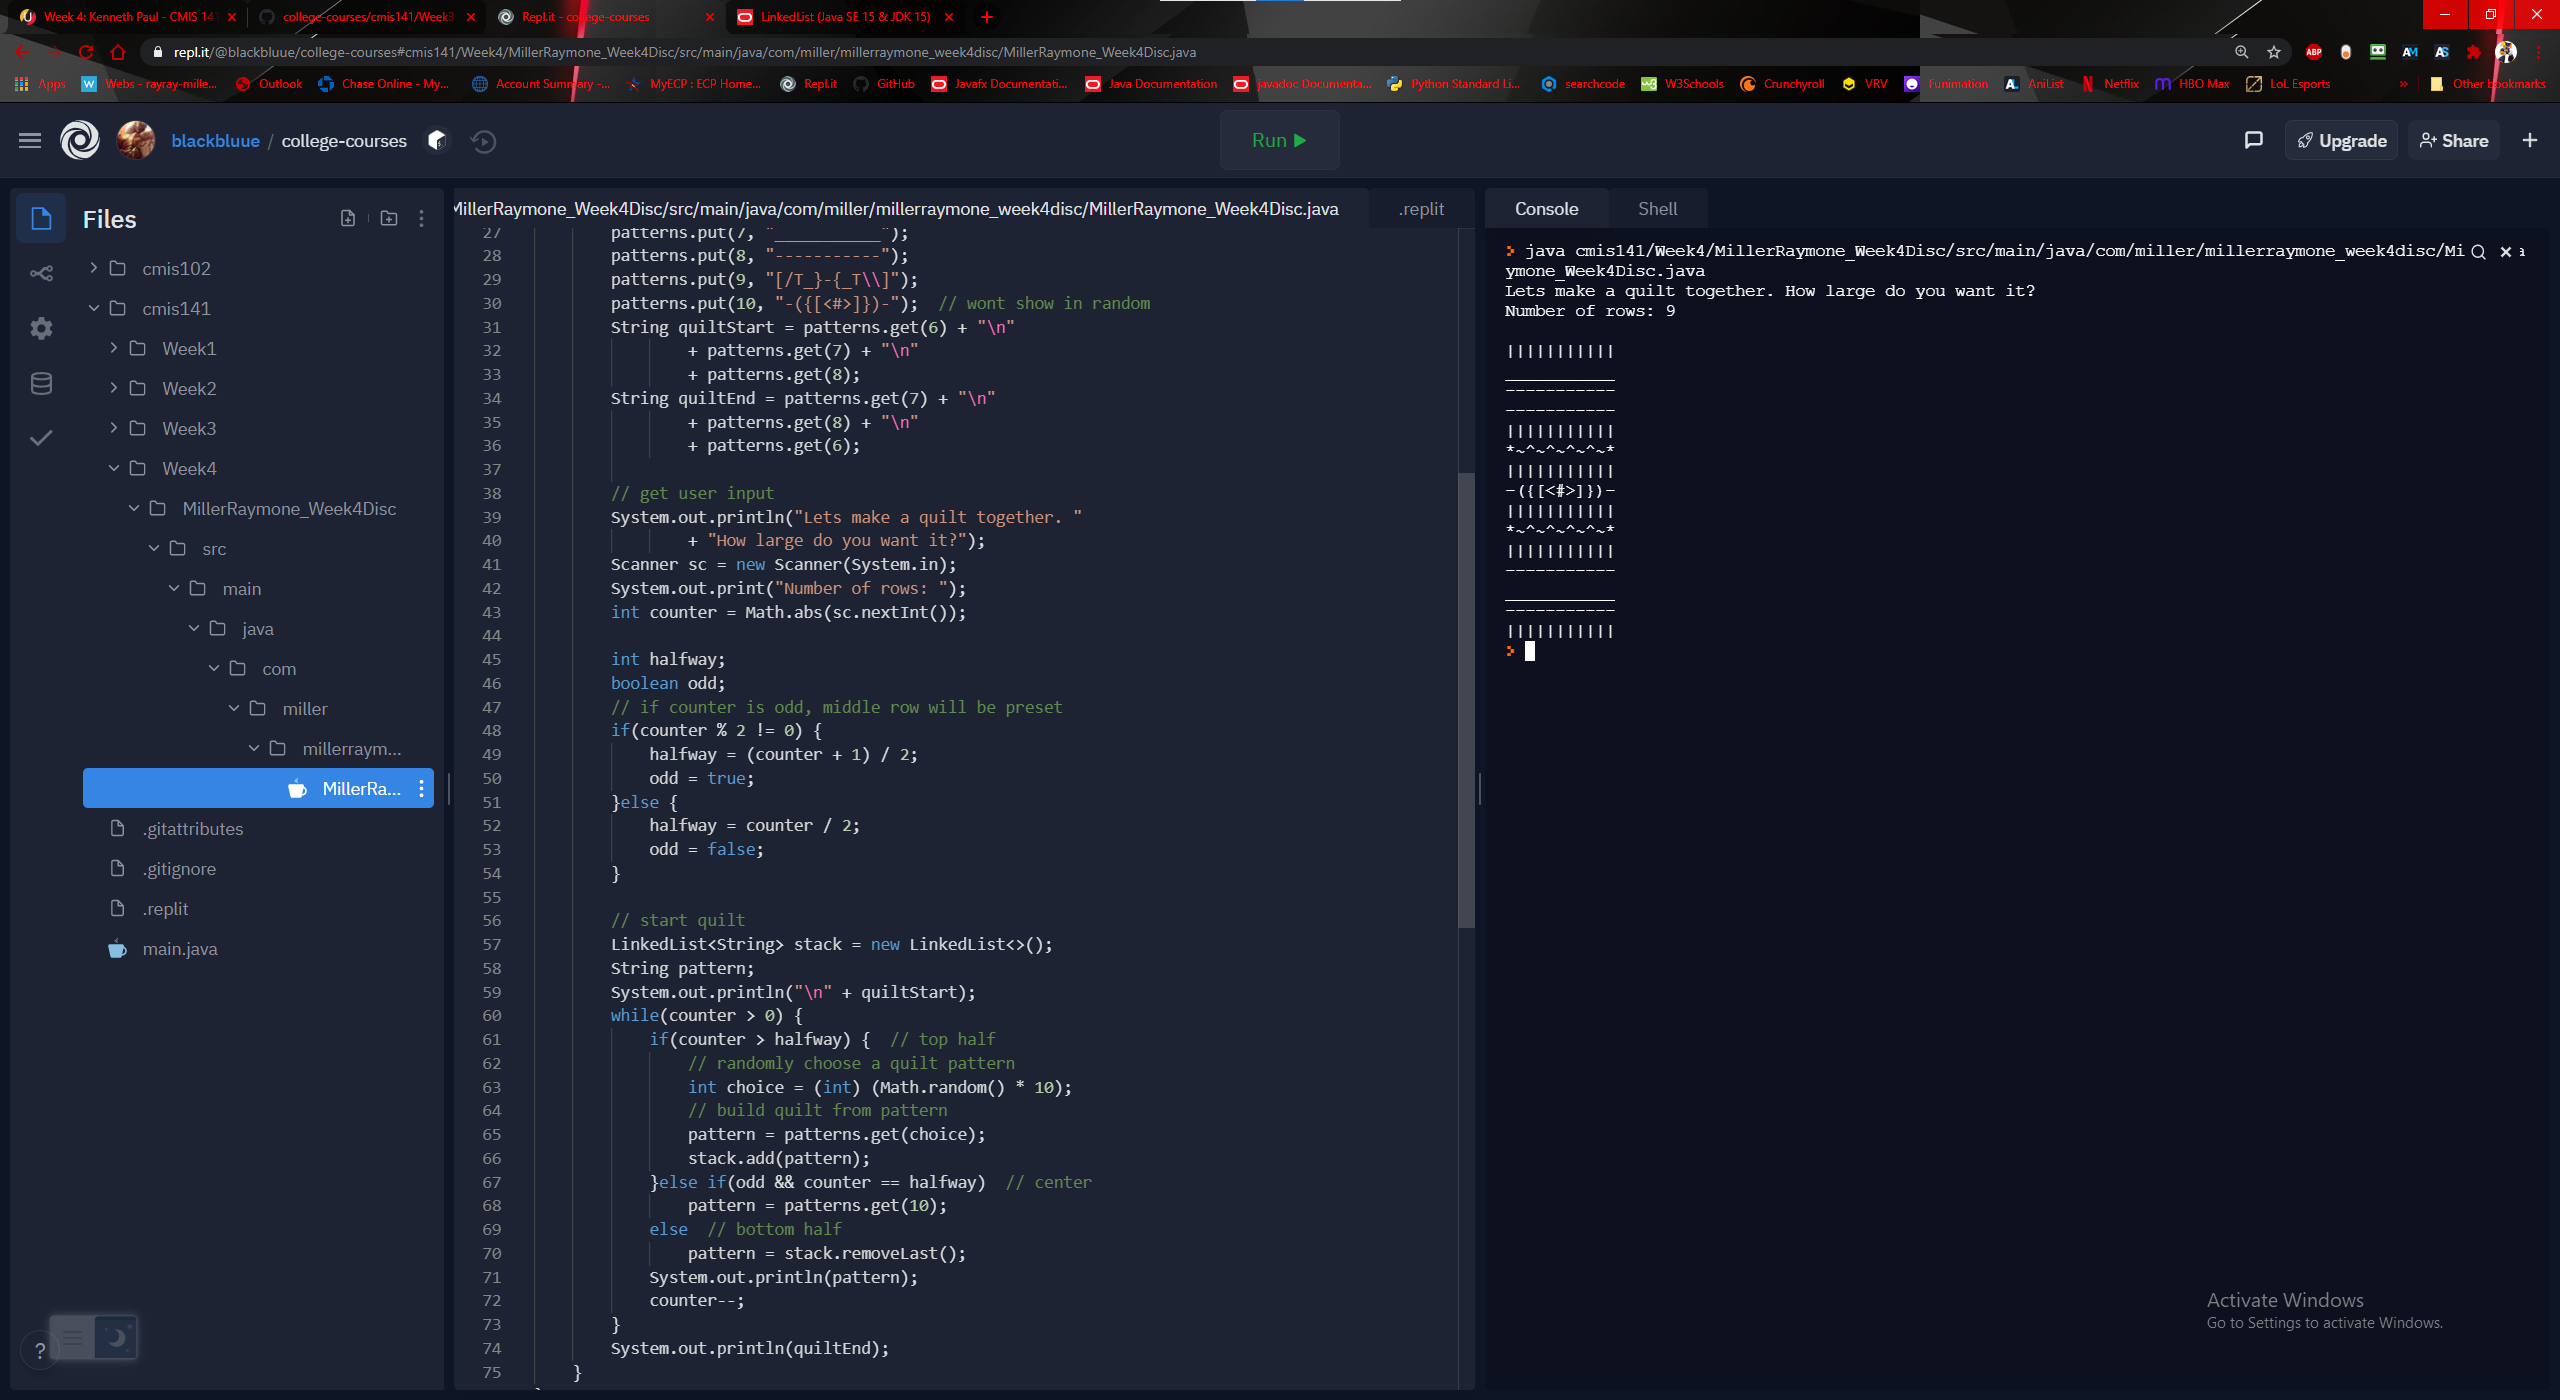 Week 4: Kenneth Paul - CMIS 141
college-courses/cmis141/Week3
Repl.it - college-courses
LinkedList (Java SE 15 & JDK 15)
repl.it/@blackbluue/college-courses#cmis141/Week4/MillerRaymone_Week4Disc/src/main/java/com/miller/millerraymone_week4disc/MillerRaymone_Week4Disc.java
Apps
Webs - rayray-mille...
Outlook
Chase Online - My...
Account Summary -...
MyECP : ECP Home...
Repl.it
GitHub
Javafx Documentati...
Java Documentation
javadoc Documenta...
Python Standard Li...
searchcode
W3Schools
Crunchyroll
VRV
Funimation
AniList
Netflix
HBO Max
LoL Esports
»
Other bookmarks
blackbluue / college-courses
Run
Upgrade
Share
Files
cmis102
cmis141
Week1
Week2
Week3
Week4
MillerRaymone_Week4Disc
src
main
java
com
miller
millerraym...
MillerRa...
.gitattributes
.gitignore
.replit
main.java
?
MillerRaymone_Week4Disc/src/main/java/com/miller/millerraymone_week4disc/MillerRaymone_Week4Disc.java
.replit
27 patterns.put(7, "___________");
28 patterns.put(8, "-----------");
29 patterns.put(9, "[/T_}-{_T\\]");
30 patterns.put(10, "-({[<#>]})-");  // wont show in random
31 String quiltStart = patterns.get(6) + "\n"
32 + patterns.get(7) + "\n"
33 + patterns.get(8);
34 String quiltEnd = patterns.get(7) + "\n"
35 + patterns.get(8) + "\n"
36 + patterns.get(6);
37
38 // get user input
39 System.out.println("Lets make a quilt together. "
40 + "How large do you want it?");
41 Scanner sc = new Scanner(System.in);
42 System.out.print("Number of rows: ");
43 int counter = Math.abs(sc.nextInt());
44
45 int halfway;
46 boolean odd;
47 // if counter is odd, middle row will be preset
48 if(counter % 2 != 0) {
49 halfway = (counter + 1) / 2;
50 odd = true;
51 }else {
52 halfway = counter / 2;
53 odd = false;
54 }
55
56 // start quilt
57 LinkedList<String> stack = new LinkedList<>();
58 String pattern;
59 System.out.println("\n" + quiltStart);
60 while(counter > 0) {
61 if(counter > halfway) {  // top half
62 // randomly choose a quilt pattern
63 int choice = (int) (Math.random() * 10);
64 // build quilt from pattern
65 pattern = patterns.get(choice);
66 stack.add(pattern);
67 }else if(odd && counter == halfway)  // center
68 pattern = patterns.get(10);
69 else  // bottom half
70 pattern = stack.removeLast();
71 System.out.println(pattern);
72 counter--;
73 }
74 System.out.println(quiltEnd);
75 }
Console
Shell
> java cmis141/Week4/MillerRaymone_Week4Disc/src/main/java/com/miller/millerraymone_week4disc/Mi
ymone_Week4Disc.java
Lets make a quilt together. How large do you want it?
Number of rows: 9
|||||||||||
___________
-----------
-----------
|||||||||||
*~^~^~^~^~*
|||||||||||
-({[<#>]})-
|||||||||||
*~^~^~^~^~*
|||||||||||
-----------
___________
-----------
|||||||||||
>
Activate Windows
Go to Settings to activate Windows.